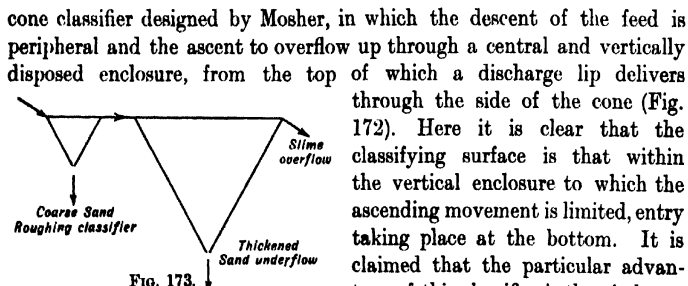 cone classifier designed by Mosher, in which the descent of the feed is
peripheral and the ascent to overflow up through a central and vertically
disposed enclosure, from the top of which a discharge lip delivers
through the side of the cone (Fig.
172). Here it is clear that the
classifying surface is that within
the vertical enclosure to which the
ascending movement is limited, entry
taking place at the bottom. It is
claimed that the particular advan-
Slime
overflow
Coarse Sand
Roughing classifier
Thickened
Sand underflow
FIG. 173.